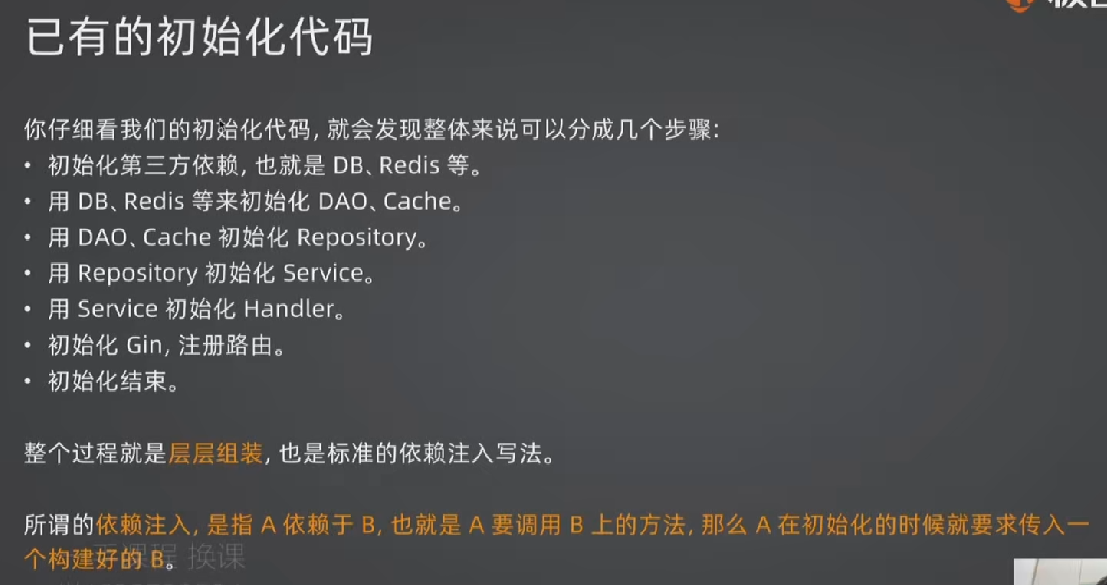 已有的初始化代码
你仔细看我们的初始化代码, 就会发现整体来说可以分成几个步骤:
• 初始化第三方依赖, 也就是 DB、Redis 等。
• 用 DB、Redis 等来初始化 DAO、Cache。
• 用 DAO、Cache 初始化 Repository。
• 用 Repository 初始化 Service。
• 用 Service 初始化 Handler。
• 初始化 Gin, 注册路由。
• 初始化结束。
整个过程就是层层组装, 也是标准的依赖注入写法。
所谓的依赖注入, 是指 A 依赖于 B, 也就是 A 要调用 B 上的方法, 那么 A 在初始化的时候就要求传入一
个构建好的 B。
换课